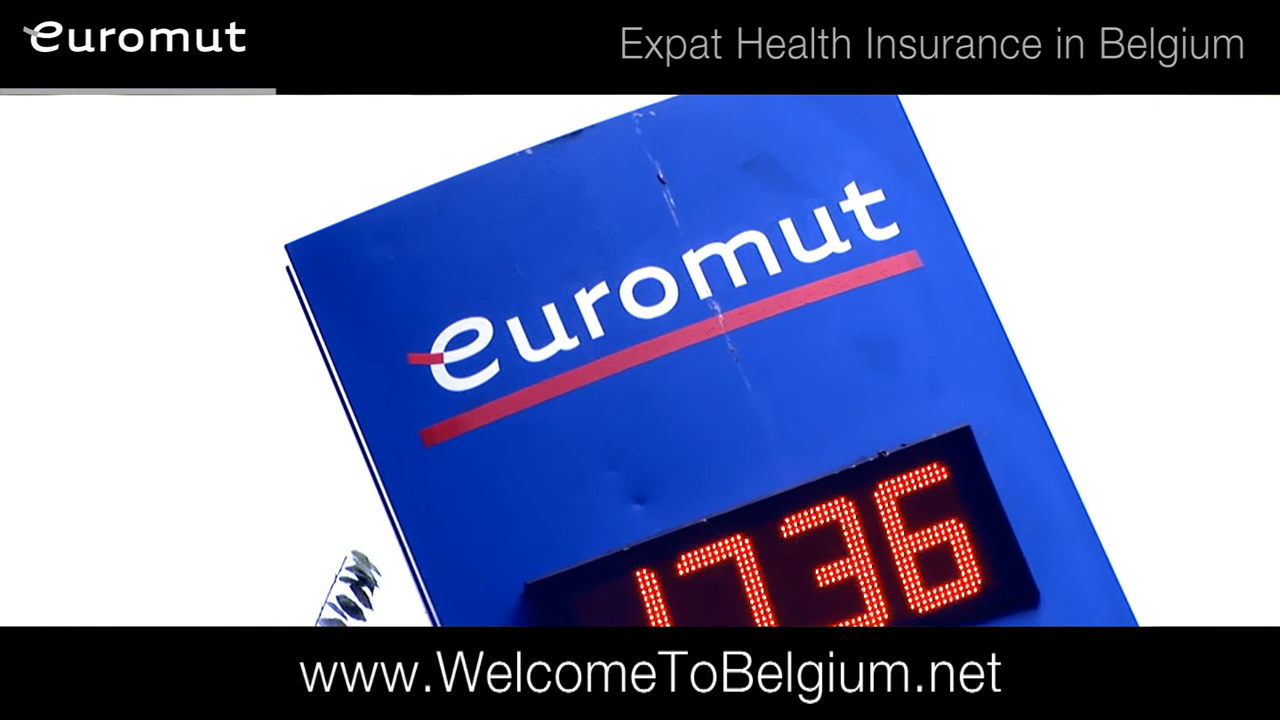 euromut
Expat Health Insurance in Belgium
euromut
1736
www.WelcomeToBelgium.net